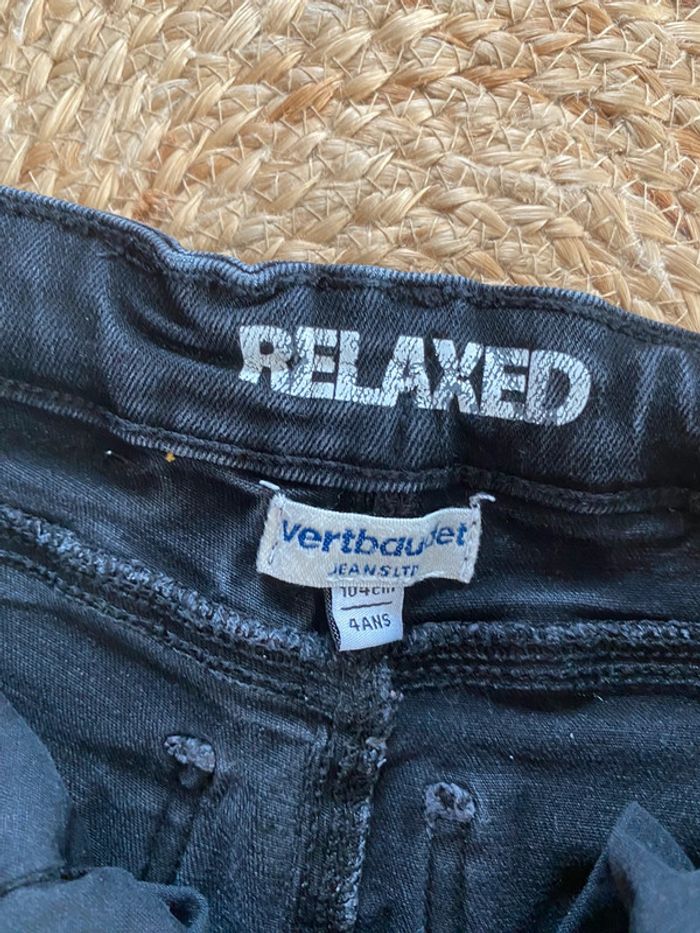 RELAXED
vertbaudet
JEANS LTD
104cm
4ANS